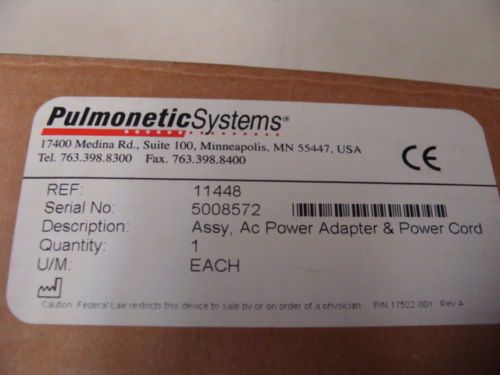 PulmoneticSystems®
17400 Medina Rd., Suite 100, Minneapolis, MN 55447, USA
Tel. 763.398.8300 Fax. 763.398.8400
CE
REF: 11448
Serial No: 5008572
Description: Assy, Ac Power Adapter & Power Cord
Quantity: 1
U/M: EACH
Caution: Federal Law restricts this device to sale by or on order of a physician. P/N 17522-001 Rev A